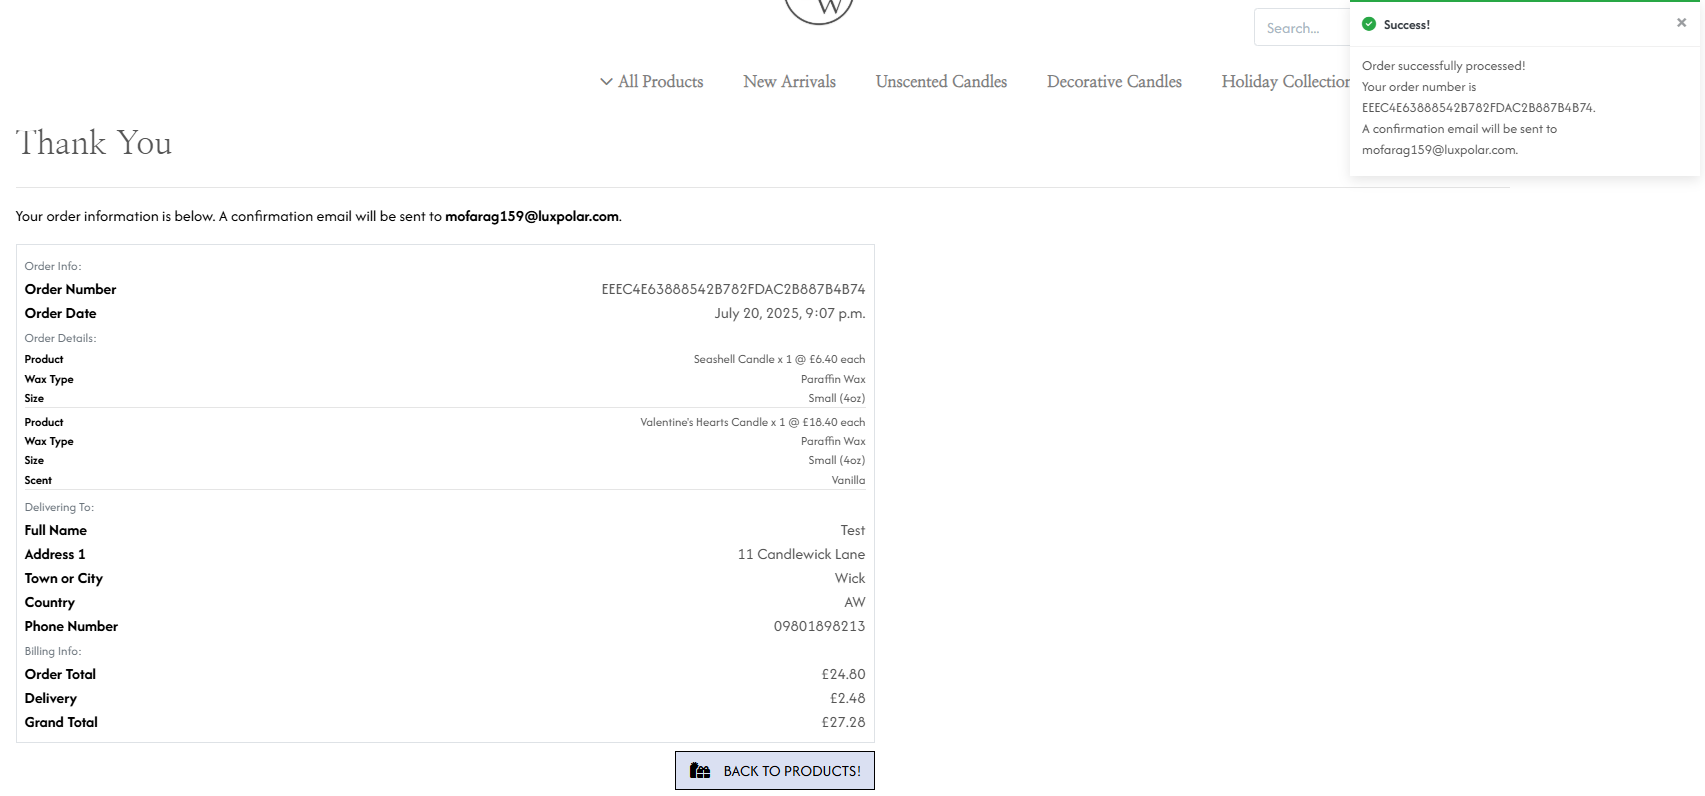 W
Search...
All Products New Arrivals Unscented Candles Decorative Candles Holiday Collection
Success!
Order successfully processed!
Your order number is
EEEC4E63888542B782FDAC2B887B4B74.
A confirmation email will be sent to
mofarag159@luxpolar.com.
Thank You
Your order information is below. A confirmation email will be sent to mofarag159@luxpolar.com.
Order Info:
Order Number EEEC4E63888542B782FDAC2B887B4B74
Order Date July 20, 2025, 9:07 p.m.
Order Details:
Product Seashell Candle x 1 @ £6.40 each
Wax Type Paraffin Wax
Size Small (4oz)
Product Valentine's Hearts Candle x 1 @ £18.40 each
Wax Type Paraffin Wax
Size Small (4oz)
Scent Vanilla
Delivering To:
Full Name Test
Address 1 11 Candlewick Lane
Town or City Wick
Country AW
Phone Number 09801898213
Billing Info:
Order Total £24.80
Delivery £2.48
Grand Total £27.28
BACK TO PRODUCTS!